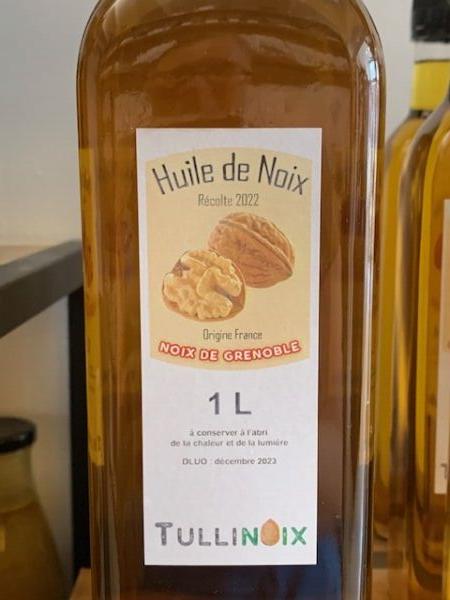 Huile de Noix
Récolte 2022
Origine France
NOIX DE GRENOBLE
1 L
à conserver à l'abri
de la chaleur et de la lumière
DLUO : décembre 2023
TULLINOIX